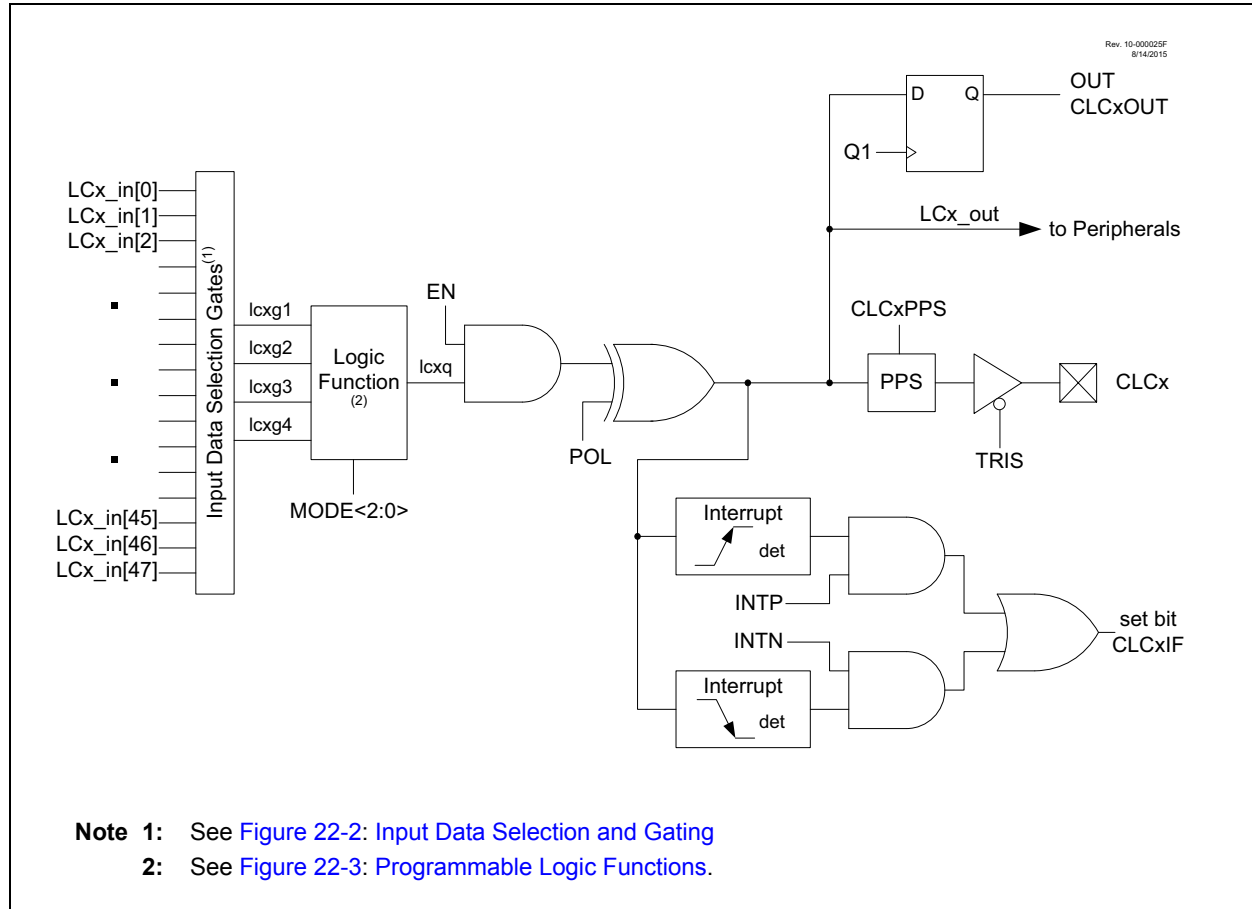 Rev. 10-000025F
8/14/2015
OUT
CLCxOUT
D Q
Q1
LCx_out
to Peripherals
LCx_in[0]
LCx_in[1]
LCx_in[2]
LCx_in[45]
LCx_in[46]
LCx_in[47]
Input Data Selection Gates(1)
lcxg1
lcxg2
lcxg3
lcxg4
Logic
Function
(2)
MODE<2:0>
lcxq
EN
POL
CLCxPPS
PPS
TRIS
CLCx
Interrupt
det
INTP
INTN
Interrupt
det
set bit
CLCxIF
Note 1: See Figure 22-2: Input Data Selection and Gating
2: See Figure 22-3: Programmable Logic Functions.